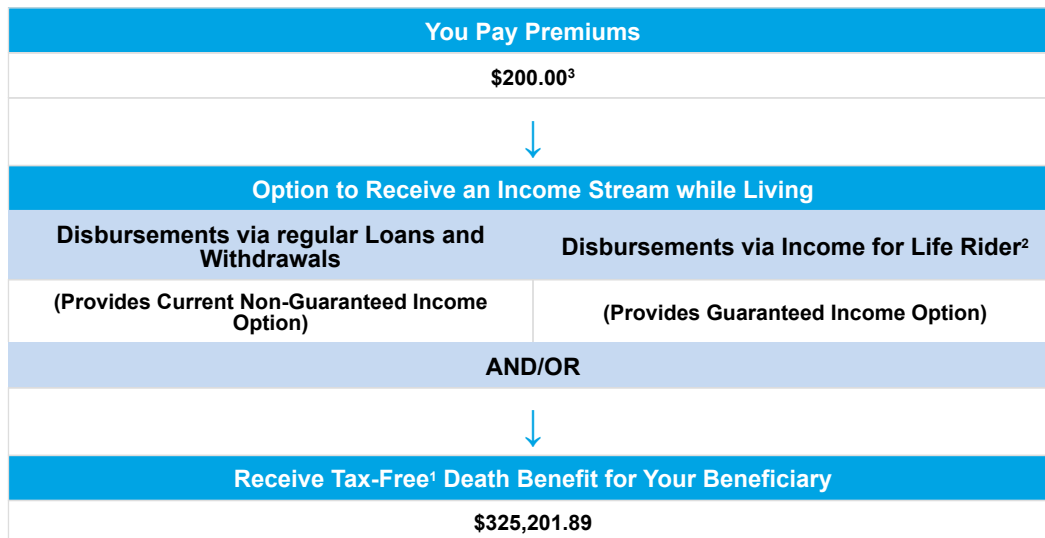 You Pay Premiums
$200.00³
Option to Receive an Income Stream while Living
Disbursements via regular Loans and
Withdrawals
Disbursements via Income for Life Rider²
(Provides Current Non-Guaranteed Income
Option)
(Provides Guaranteed Income Option)
AND/OR
Receive Tax-Free¹ Death Benefit for Your Beneficiary
$325,201.89